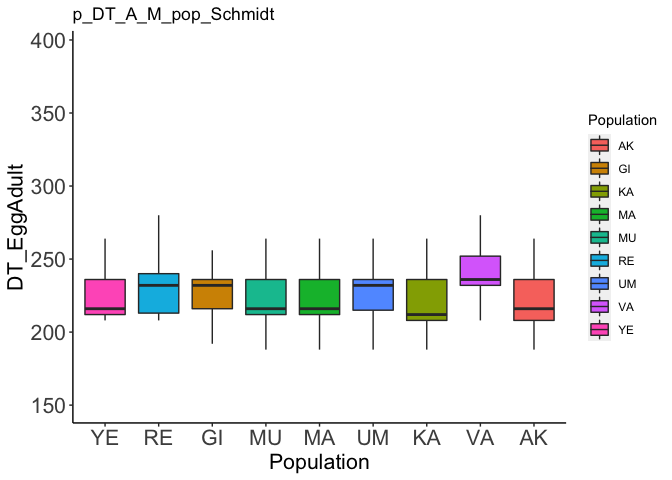 p_DT_A_M_pop_Schmidt
400
350
300
250
200
150
DT_EggAdult
YE RE GI MU MA UM KA VA AK
Population
Population
AK
GI
KA
MA
MU
RE
UM
VA
YE